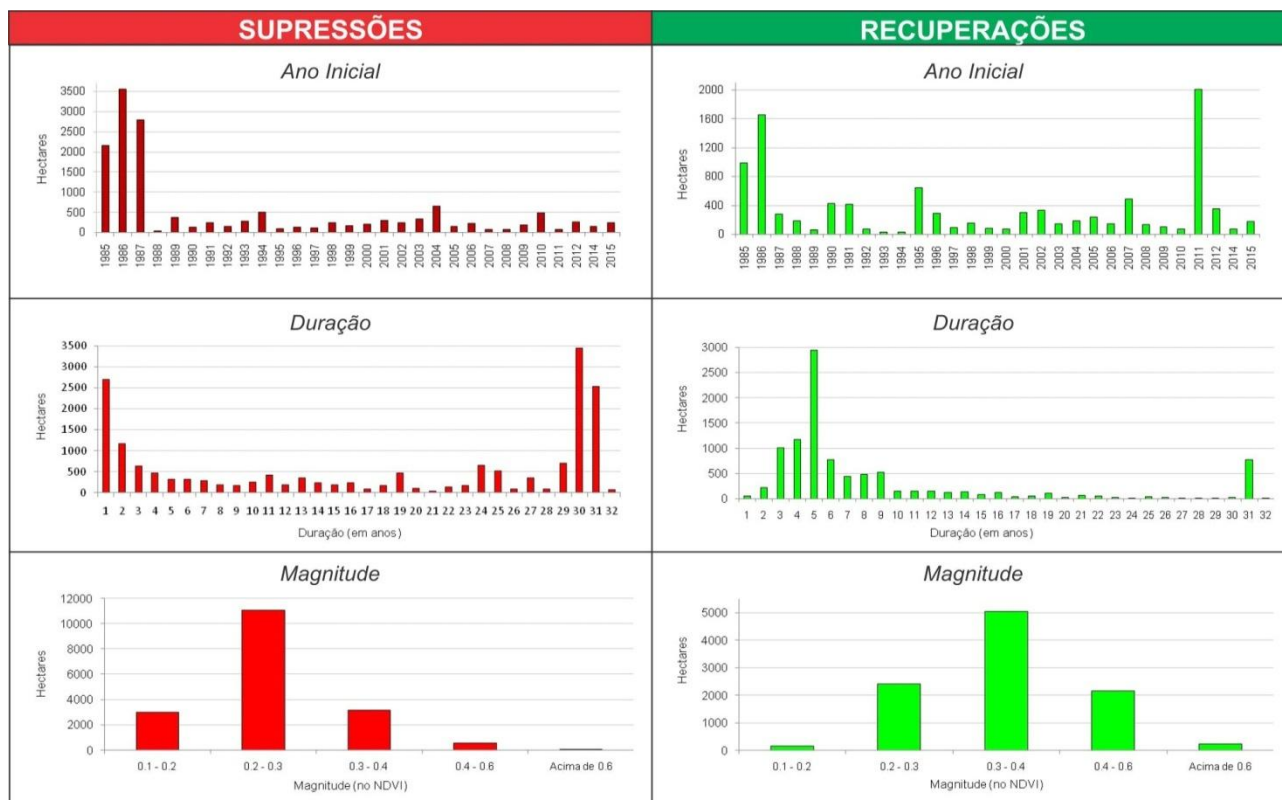 SUPRESSÕES
Ano Inicial
Hectares
3500
3000
2500
2000
1500
1000
500
0
1985 1986 1987 1988 1989 1990 1991 1992 1993 1994 1995 1996 1997 1998 1999 2000 2001 2002 2003 2004 2005 2006 2007 2008 2009 2010 2011 2012 2014 2015
Duração
Hectares
3500
3000
2500
2000
1500
1000
500
0
1 2 3 4 5 6 7 8 9 10 11 12 13 14 15 16 17 18 19 20 21 22 23 24 25 26 27 28 29 30 31 32
Duração (em anos)
Magnitude
Hectares
12000
10000
8000
6000
4000
2000
0
0.1 - 0.2 0.2 - 0.3 0.3 - 0.4 0.4 - 0.6 Acima de 0.6
Magnitude (no NDVI)
RECUPERAÇÕES
Ano Inicial
Hectares
2000
1600
1200
800
400
0
1985 1986 1987 1988 1989 1990 1991 1992 1993 1994 1995 1996 1997 1998 1999 2000 2001 2002 2003 2004 2005 2006 2007 2008 2009 2010 2011 2012 2014 2015
Duração
Hectares
3000
2500
2000
1500
1000
500
0
1 2 3 4 5 6 7 8 9 10 11 12 13 14 15 16 17 18 19 20 21 22 23 24 25 26 27 28 29 30 31 32
Duração (em anos)
Magnitude
Hectares
5000
4000
3000
2000
1000
0
0.1 - 0.2 0.2 - 0.3 0.3 - 0.4 0.4 - 0.6 Acima de 0.6
Magnitude (no NDVI)